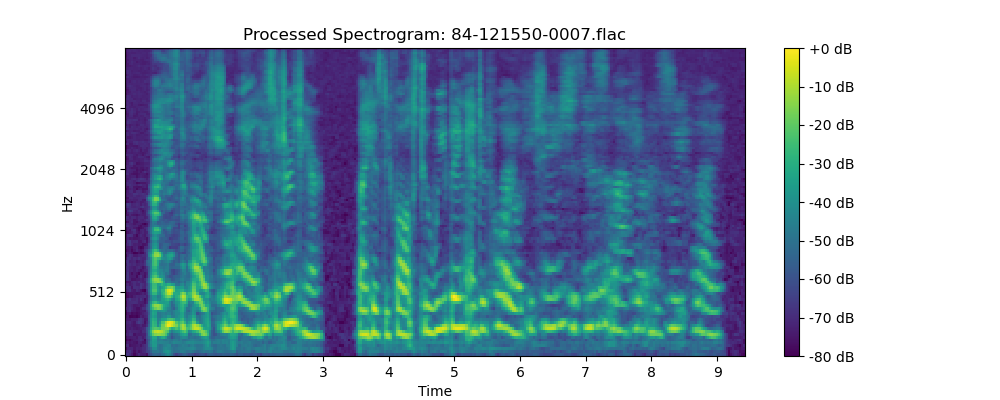 Processed Spectrogram: 84-121550-0007.flac
Hz
4096
2048
1024
512
0
0 1 2 3 4 5 6 7 8 9
Time
+0 dB
-10 dB
-20 dB
-30 dB
-40 dB
-50 dB
-60 dB
-70 dB
-80 dB